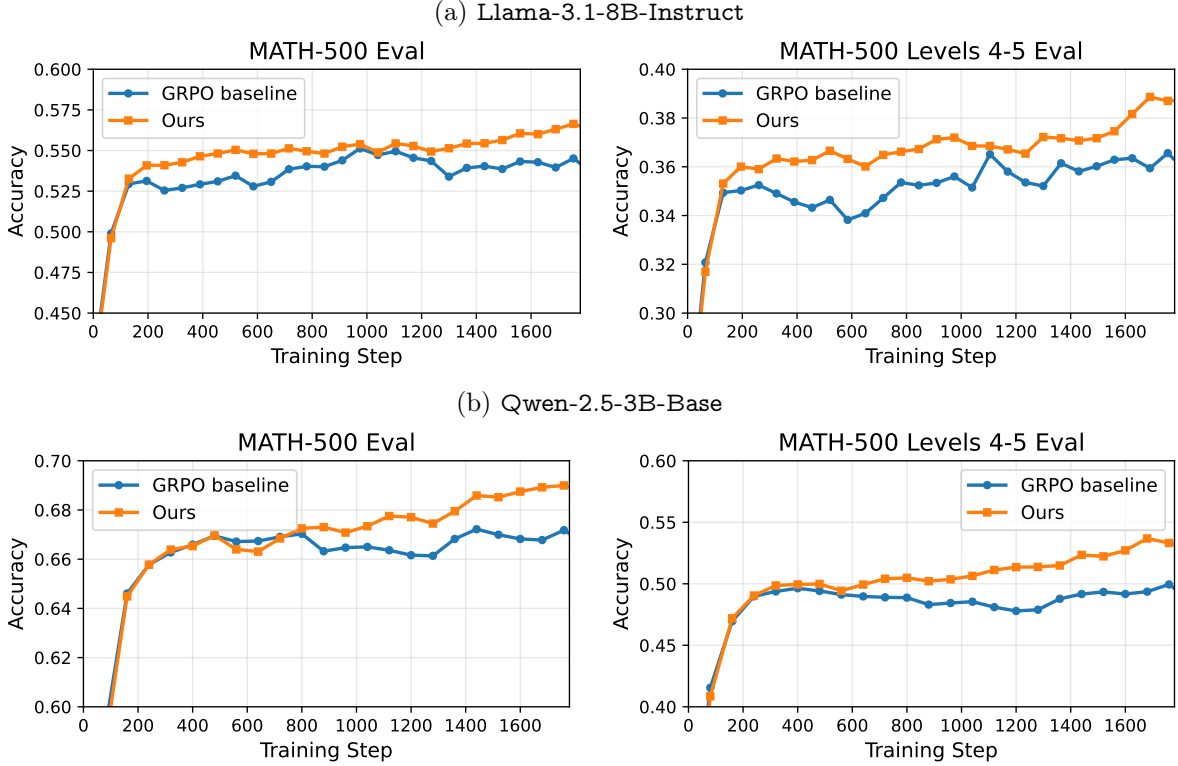 (a) Llama-3.1-8B-Instruct
MATH-500 Eval
0.600
0.575
0.550
0.525
0.500
0.475
0.450
Accuracy
GRPO baseline
Ours
0 200 400 600 800 1000 1200 1400 1600
Training Step
MATH-500 Levels 4-5 Eval
0.40
0.38
0.36
0.34
0.32
0.30
Accuracy
GRPO baseline
Ours
0 200 400 600 800 1000 1200 1400 1600
Training Step
(b) Qwen-2.5-3B-Base
MATH-500 Eval
0.70
0.68
0.66
0.64
0.62
0.60
Accuracy
GRPO baseline
Ours
0 200 400 600 800 1000 1200 1400 1600
Training Step
MATH-500 Levels 4-5 Eval
0.60
0.55
0.50
0.45
0.40
Accuracy
GRPO baseline
Ours
0 200 400 600 800 1000 1200 1400 1600
Training Step